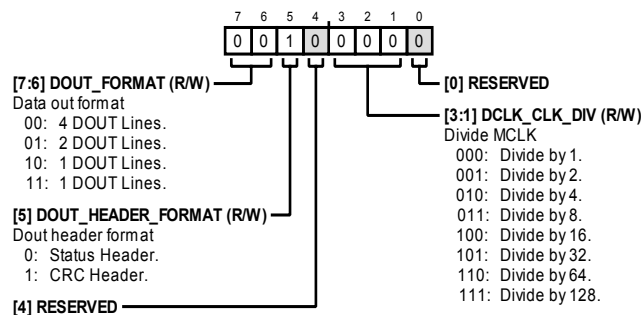 7 6 5 4 3 2 1 0
0 0 1 0 0 0 0 0
[7:6] DOUT_FORMAT (R/W)
Data out format
00: 4 DOUT Lines.
01: 2 DOUT Lines.
10: 1 DOUT Lines.
11: 1 DOUT Lines.
[5] DOUT_HEADER_FORMAT (R/W)
Dout header format
0: Status Header.
1: CRC Header.
[4] RESERVED
[0] RESERVED
[3:1] DCLK_CLK_DIV (R/W)
Divide MCLK
000: Divide by 1.
001: Divide by 2.
010: Divide by 4.
011: Divide by 8.
100: Divide by 16.
101: Divide by 32.
110: Divide by 64.
111: Divide by 128.